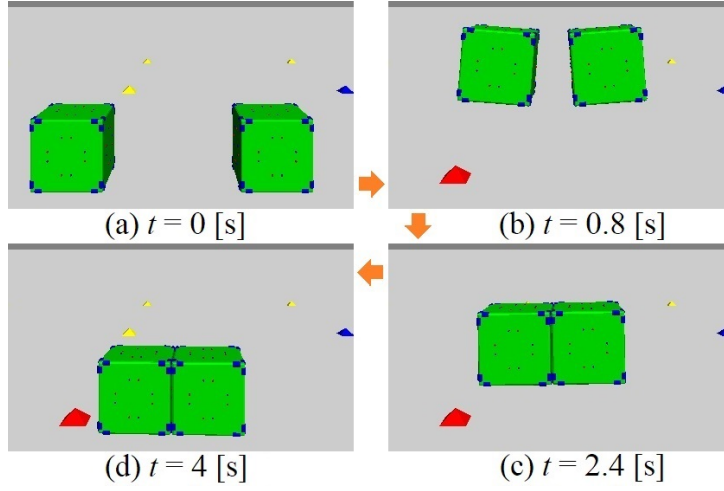 (a) t = 0 [s]
(b) t = 0.8 [s]
(d) t = 4 [s]
(c) t = 2.4 [s]